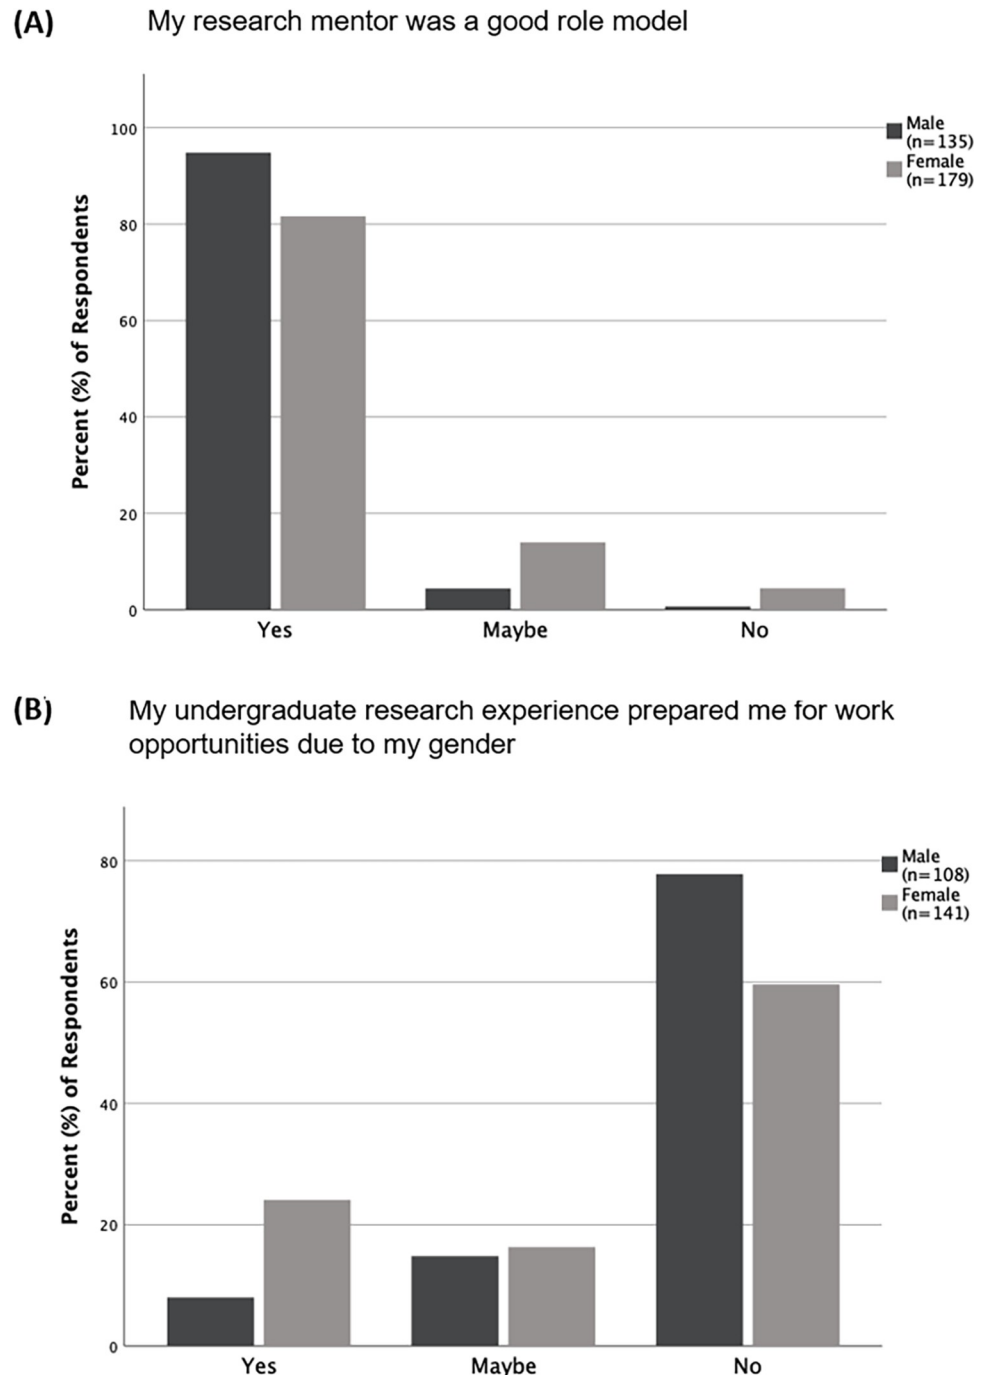 (A) My research mentor was a good role model
100
80
60
40
20
0
Percent (%) of Respondents
Male
(n=135)
Female
(n=179)
Yes Maybe No
(B) My undergraduate research experience prepared me for work
opportunities due to my gender
80
60
40
20
0
Percent (%) of Respondents
Male
(n=108)
Female
(n=141)
Yes Maybe No